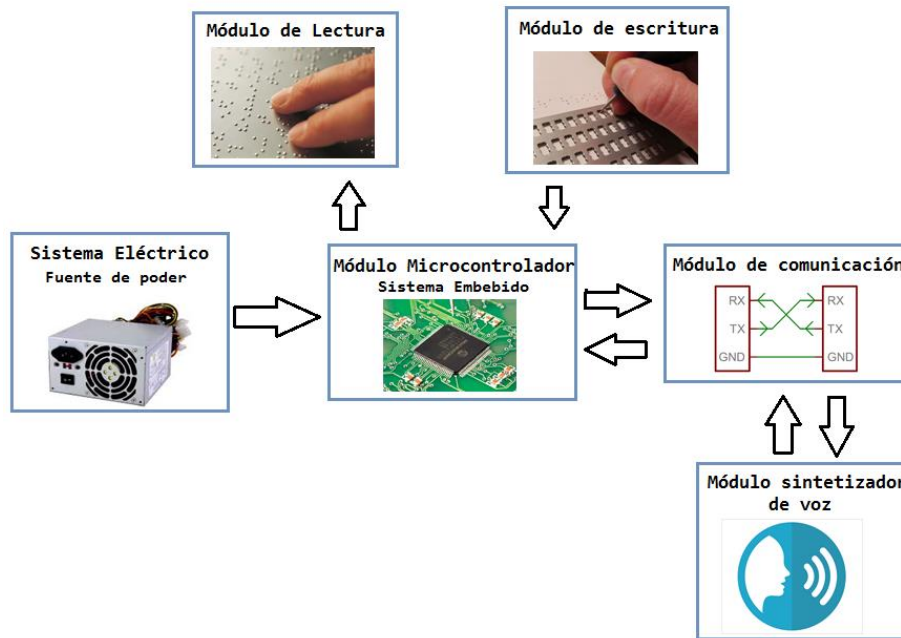 Módulo de Lectura
Módulo de escritura
Sistema Eléctrico
Fuente de poder
Módulo Microcontrolador
Sistema Embebido
Módulo de comunicación
RX
RX
TX
TX
GND
GND
Módulo sintetizador
de voz